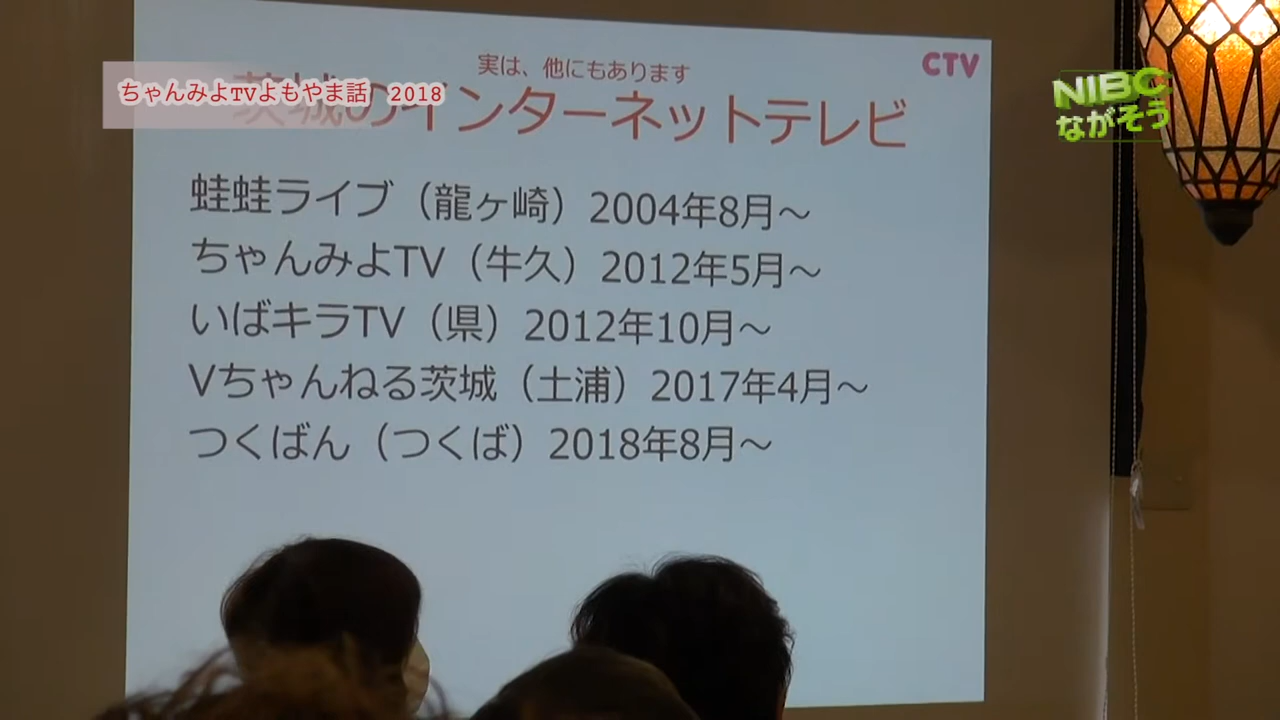 実は、他にもあります
CTV
ちゃんみよTVよもやま話 2018
茨城のインターネットテレビ
NIBC
ながそう
蛙蛙ライブ（龍ヶ崎）2004年8月～
ちゃんみよTV（牛久）2012年5月～
いばキラTV（県）2012年10月～
Vちゃんねる茨城（土浦）2017年4月～
つくばん（つくば）2018年8月～